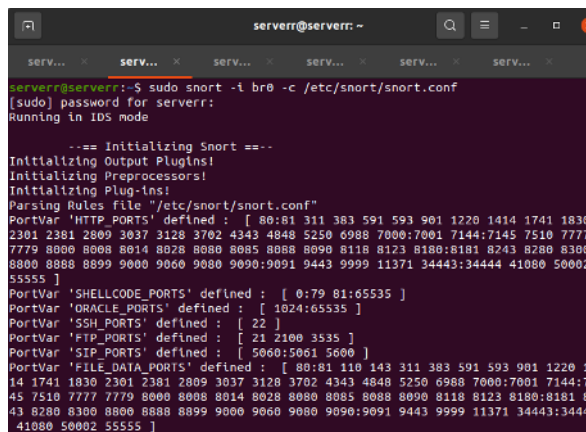 serverr@serverr: ~
serv... serv... serv... serv... serv... serv...
serverr@serverr:~$ sudo snort -i br0 -c /etc/snort/snort.conf
[sudo] password for serverr:
Running in IDS mode
--== Initializing Snort ==--
Initializing Output Plugins!
Initializing Preprocessors!
Initializing Plug-ins!
Parsing Rules file "/etc/snort/snort.conf"
PortVar 'HTTP_PORTS' defined :  [ 80:81 311 383 591 593 901 1220 1414 1741 1830
2301 2381 2809 3037 3128 3702 4343 4848 5250 6988 7000:7001 7144:7145 7510 7777
7779 8000 8008 8014 8028 8080 8085 8088 8090 8118 8123 8180:8181 8243 8280 8300
8800 8888 8899 9000 9060 9080 9090:9091 9443 9999 11371 34443:34444 41080 50002
55555 ]
PortVar 'SHELLCODE_PORTS' defined :  [ 0:79 81:65535 ]
PortVar 'ORACLE_PORTS' defined :  [ 1024:65535 ]
PortVar 'SSH_PORTS' defined :  [ 22 ]
PortVar 'FTP_PORTS' defined :  [ 21 2100 3535 ]
PortVar 'SIP_PORTS' defined :  [ 5060:5061 5600 ]
PortVar 'FILE_DATA_PORTS' defined :  [ 80:81 110 143 311 383 591 593 901 1220 1
14 1741 1830 2301 2381 2809 3037 3128 3702 4343 4848 5250 6988 7000:7001 7144:7
45 7510 7777 7779 8000 8008 8014 8028 8080 8085 8088 8090 8118 8123 8180:8181 8
43 8280 8300 8800 8888 8899 9000 9060 9080 9090:9091 9443 9999 11371 34443:3444
41080 50002 55555 ]